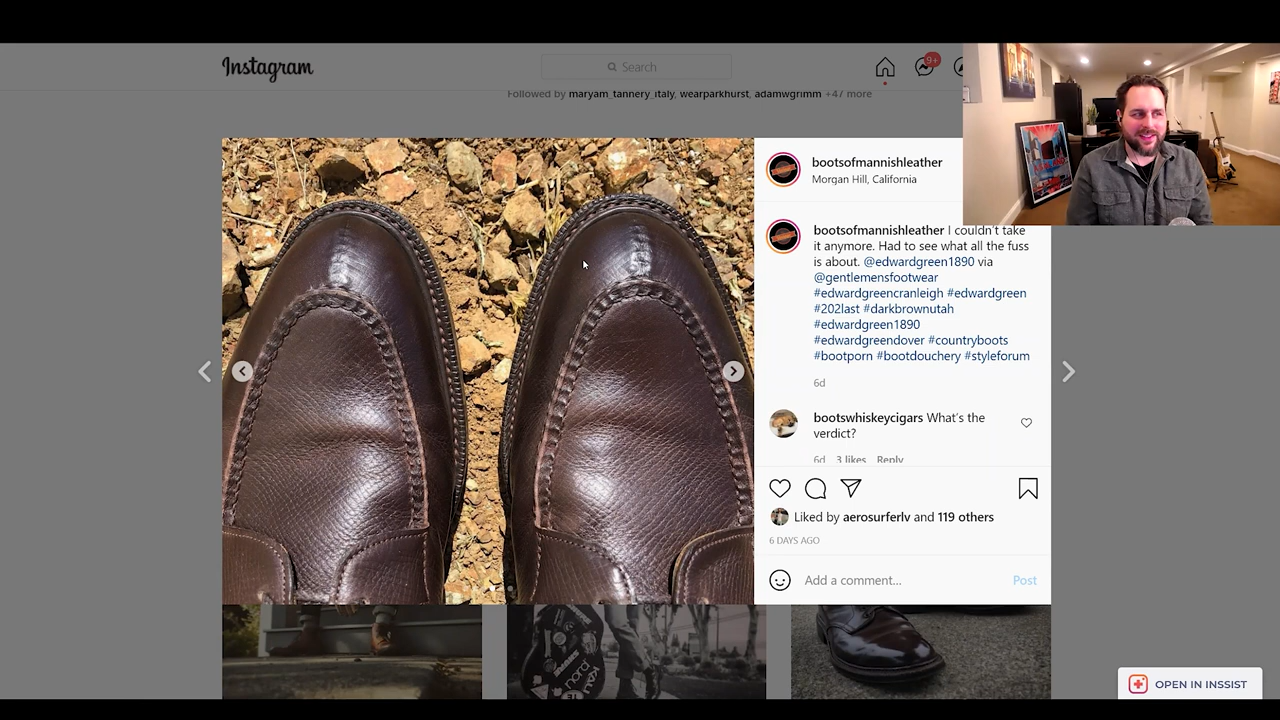 Instagram
Search
9+
Followed by maryam_tannery_italy, wearparkhurst, adamwgrimm +47 more
bootsofmannishleather
Morgan Hill, California
bootsofmannishleather I couldn't take
it anymore. Had to see what all the fuss
is about. @edwardgreen1890 via
@gentlemensfootwear
#edwardgreencranleigh #edwardgreen
#202last #darkbrownutah
#edwardgreen1890
#edwardgreendover #countryboots
#bootporn #bootdouchery #styleforum
6d
bootswhiskeycigars What's the
verdict?
6d 3 likes Reply
Liked by aerosurferlv and 119 others
6 DAYS AGO
Add a comment... Post
nord
OPEN IN INSSIST